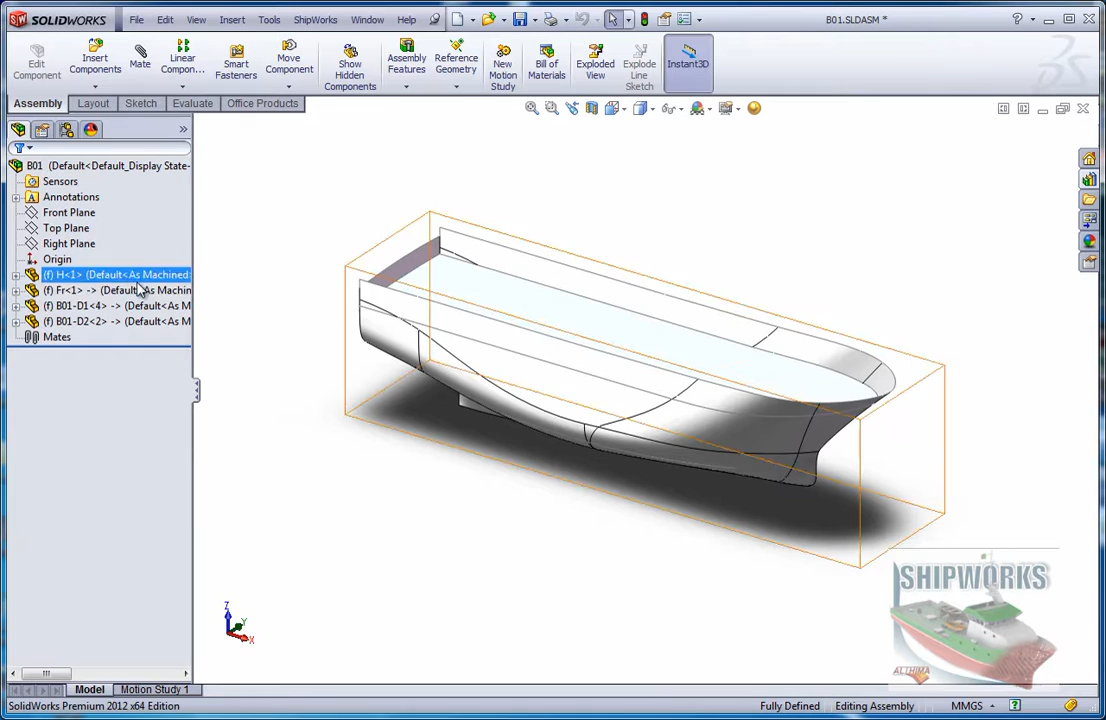 SOLIDWORKS File Edit View Insert Tools ShipWorks Window Help B01.SLDASM *
Edit Component
Insert Components
Mate
Linear Compon...
Smart Fasteners
Move Component
Show Hidden Components
Assembly Features
Reference Geometry
New Motion Study
Bill of Materials
Exploded View
Explode Line Sketch
Instant3D
Assembly Layout Sketch Evaluate Office Products
B01 (Default<Default_Display State-
Sensors
Annotations
Front Plane
Top Plane
Right Plane
Origin
(f) H<1> (Default<As Machined>
(f) Fr<1> -> (Default<As Machin
(f) B01-D1<4> -> (Default<As M
(f) B01-D2<2> -> (Default<As M
Mates
Z
Y
X
SHIPWORKS
ALTHIMA
Model Motion Study 1
SolidWorks Premium 2012 x64 Edition Fully Defined Editing Assembly MMGS